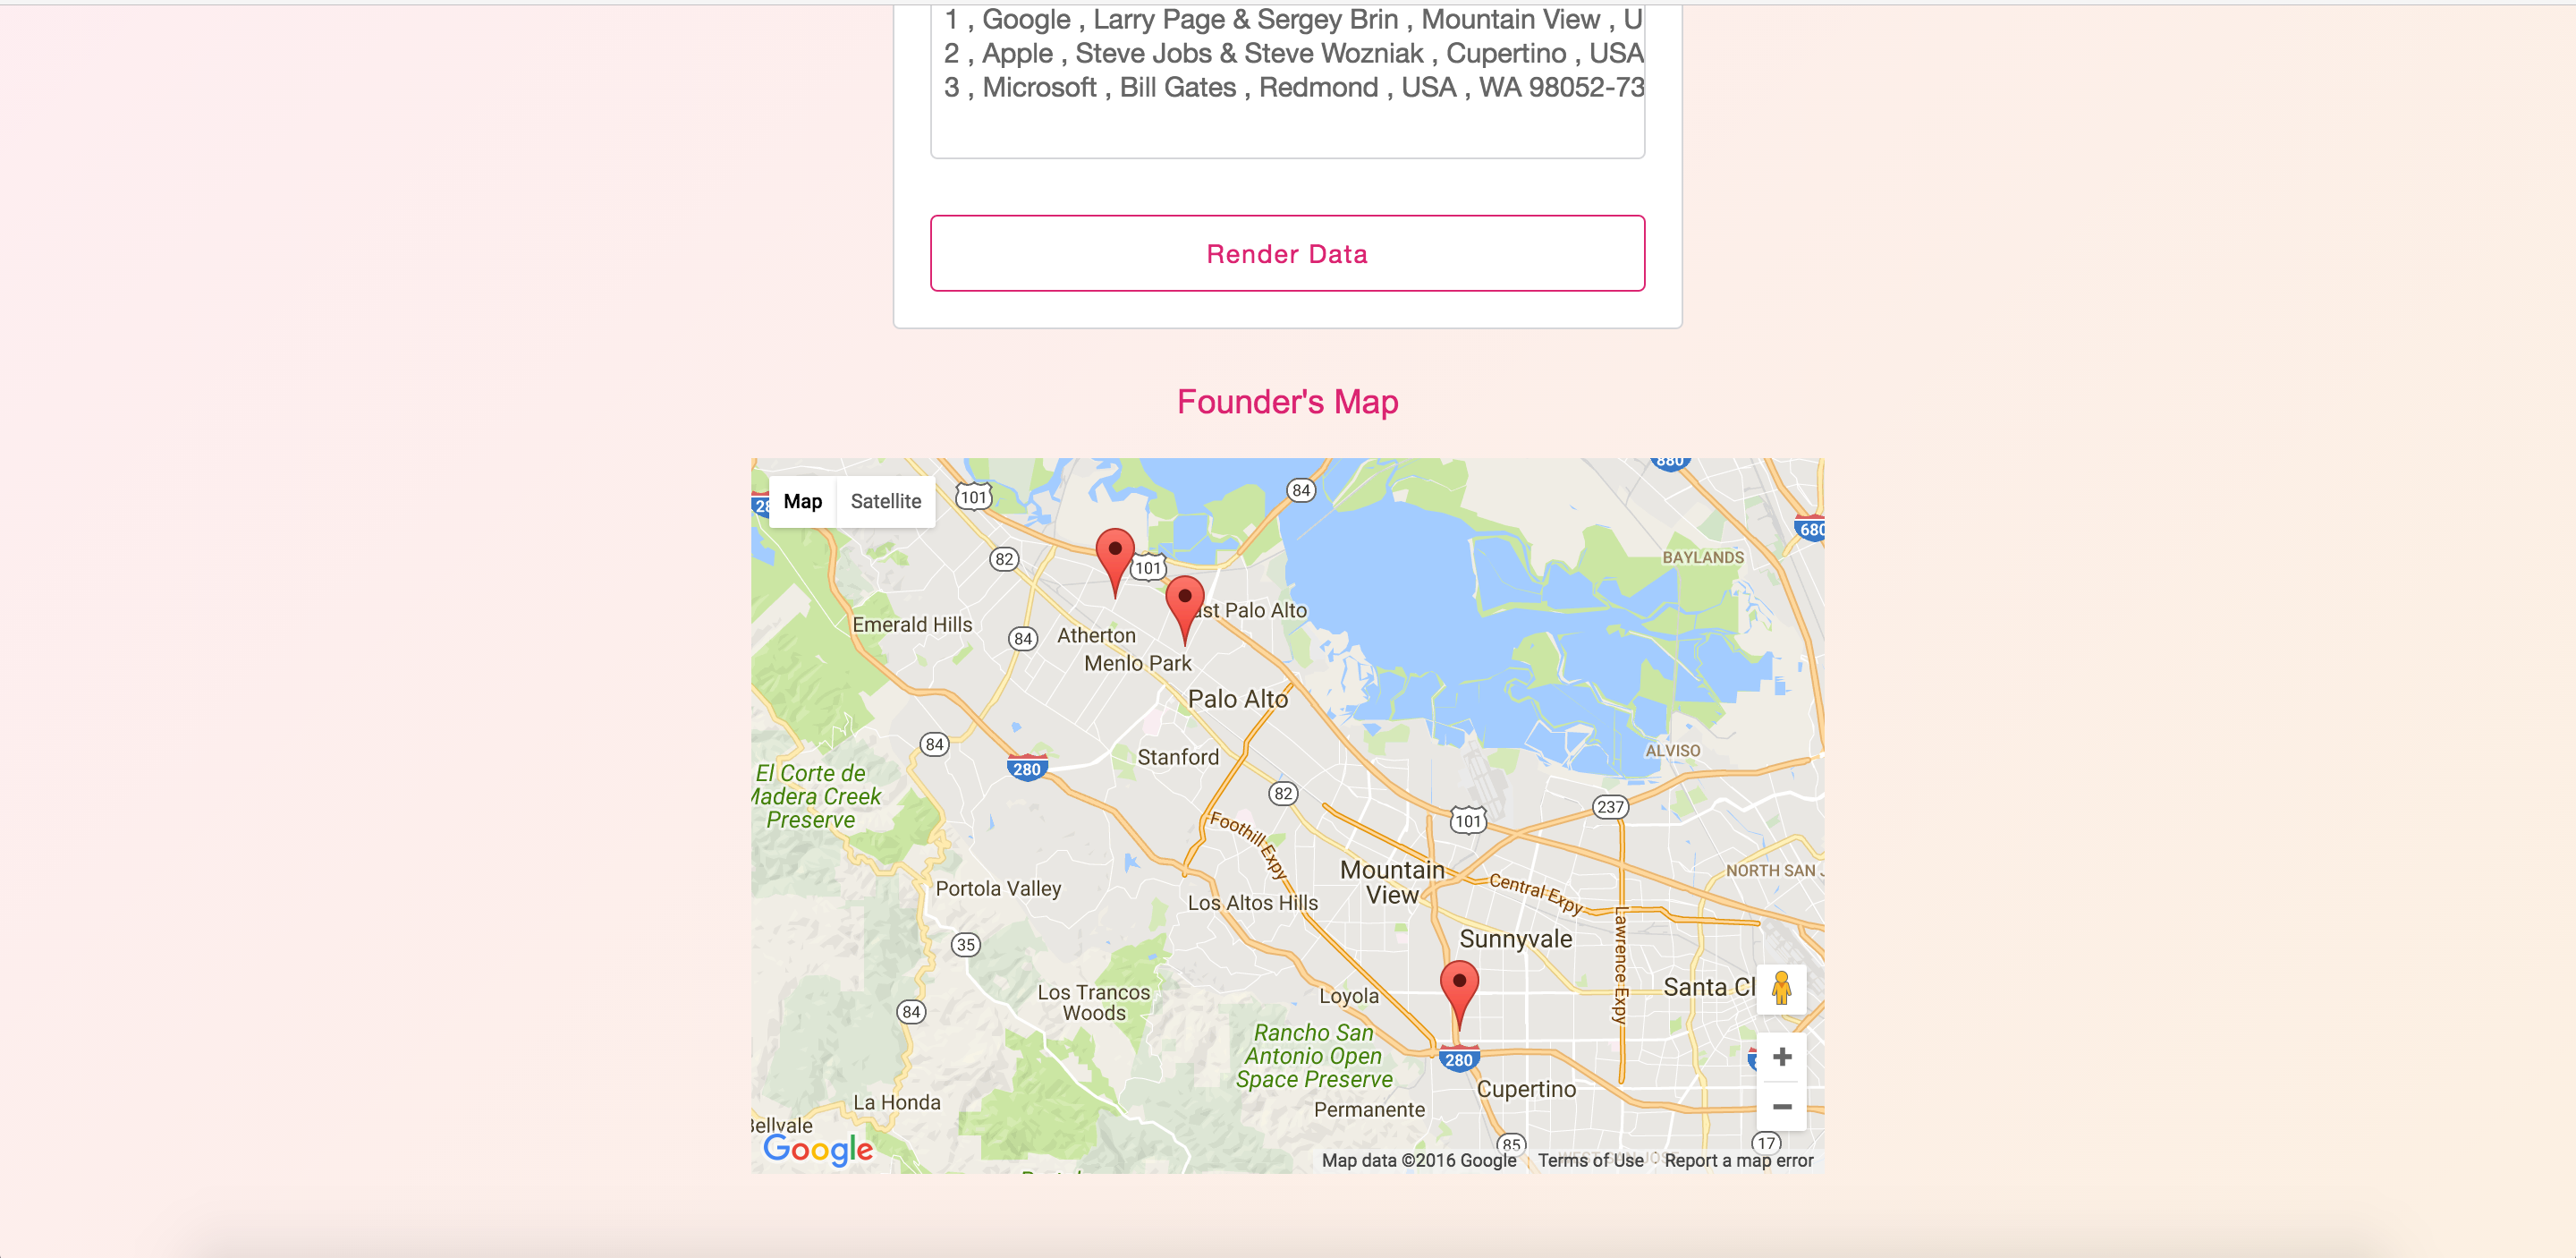 1 , Google , Larry Page & Sergey Brin , Mountain View , U
2 , Apple , Steve Jobs & Steve Wozniak , Cupertino , USA
3 , Microsoft , Bill Gates , Redmond , USA , WA 98052-73
Render Data
Founder's Map
Map Satellite
101
84
880
680
82
101
BAYLANDS
ast Palo Alto
Emerald Hills
84
Atherton
Menlo Park
Palo Alto
84
280
Stanford
ALVISO
El Corte de
Madera Creek
Preserve
82
237
101
Foothill Expy
Mountain
View
Central Expy
NORTH SAN J
Portola Valley
Los Altos Hills
Lawrence Expy
35
Sunnyvale
Los Trancos
Woods
Loyola
Santa Cl
84
Rancho San
Antonio Open
Space Preserve
280
Cupertino
La Honda
Permanente
Bellvale
85
17
Google
Map data ©2016 Google
Terms of Use
Report a map error